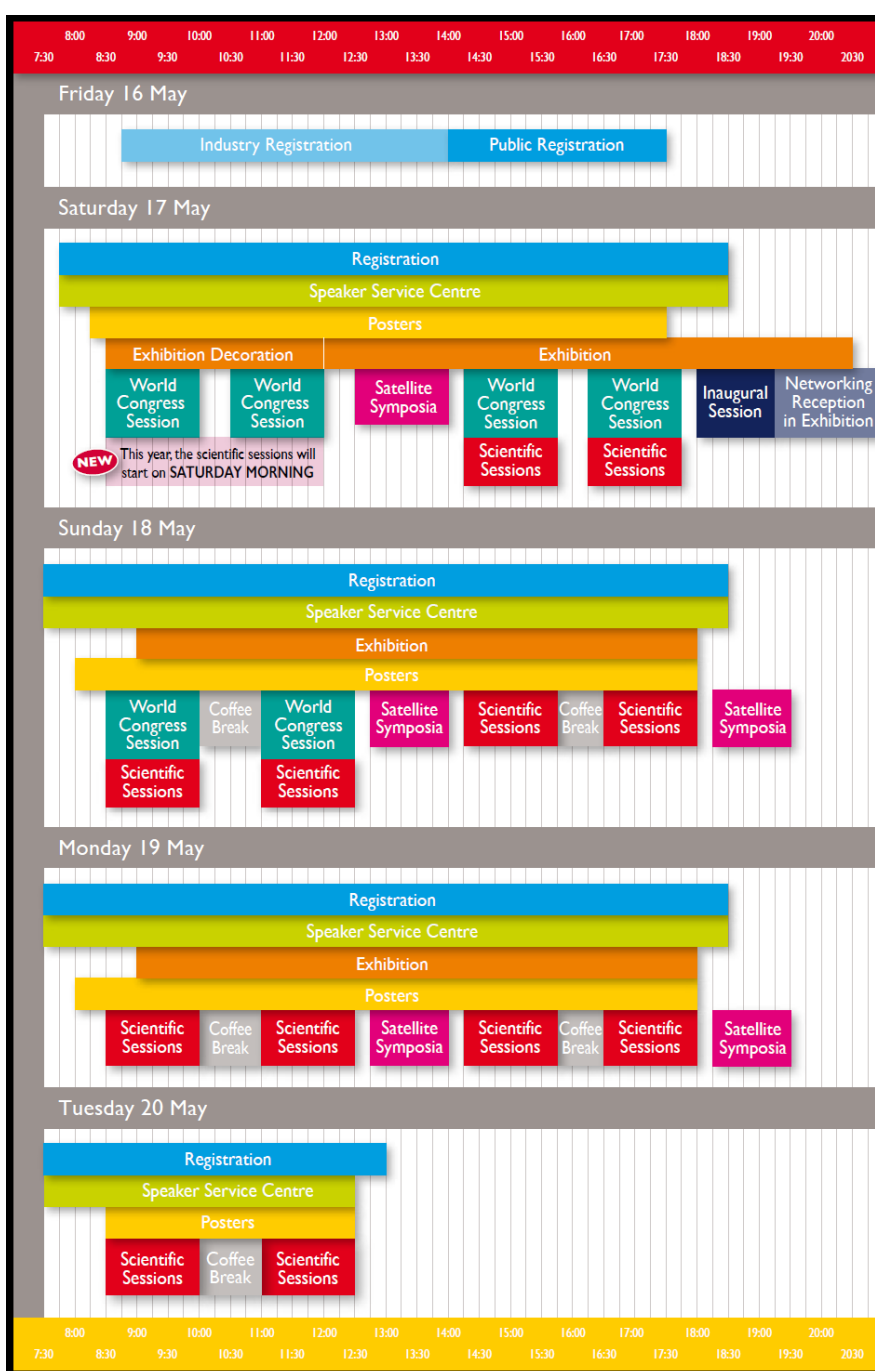 8:00 9:00 10:00 11:00 12:00 13:00 14:00 15:00 16:00 17:00 18:00 19:00 20:00
7:30 8:30 9:30 10:30 11:30 12:30 13:30 14:30 15:30 16:30 17:30 18:30 19:30 2030
Friday 16 May
Industry Registration Public Registration
Saturday 17 May
Registration
Speaker Service Centre
Posters
Exhibition Decoration Exhibition
World Congress Session
World Congress Session
Satellite Symposia
World Congress Session
World Congress Session
Inaugural Session
Networking Reception in Exhibition
NEW This year, the scientific sessions will
start on SATURDAY MORNING
Scientific Sessions
Scientific Sessions
Sunday 18 May
Registration
Speaker Service Centre
Exhibition
Posters
World Congress Session
Coffee Break
World Congress Session
Satellite Symposia
Scientific Sessions
Coffee Break
Scientific Sessions
Satellite Symposia
Scientific Sessions
Scientific Sessions
Monday 19 May
Registration
Speaker Service Centre
Exhibition
Posters
Scientific Sessions
Coffee Break
Scientific Sessions
Satellite Symposia
Scientific Sessions
Coffee Break
Scientific Sessions
Satellite Symposia
Tuesday 20 May
Registration
Speaker Service Centre
Posters
Scientific Sessions
Coffee Break
Scientific Sessions
8:00 9:00 10:00 11:00 12:00 13:00 14:00 15:00 16:00 17:00 18:00 19:00 20:00
7:30 8:30 9:30 10:30 11:30 12:30 13:30 14:30 15:30 16:30 17:30 18:30 19:30 2030